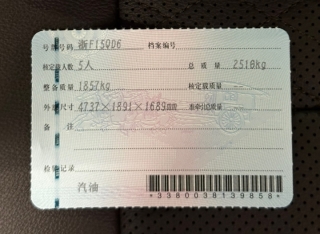 号牌号码 浙F15QD6 档案编号
核定载人数 5人 总质量 2510kg
整备质量 1857kg 核定载质量
外廓尺寸 4737×1891×1689mm 准牵引总质量
备注
检验记录
汽油
*3380038139858*